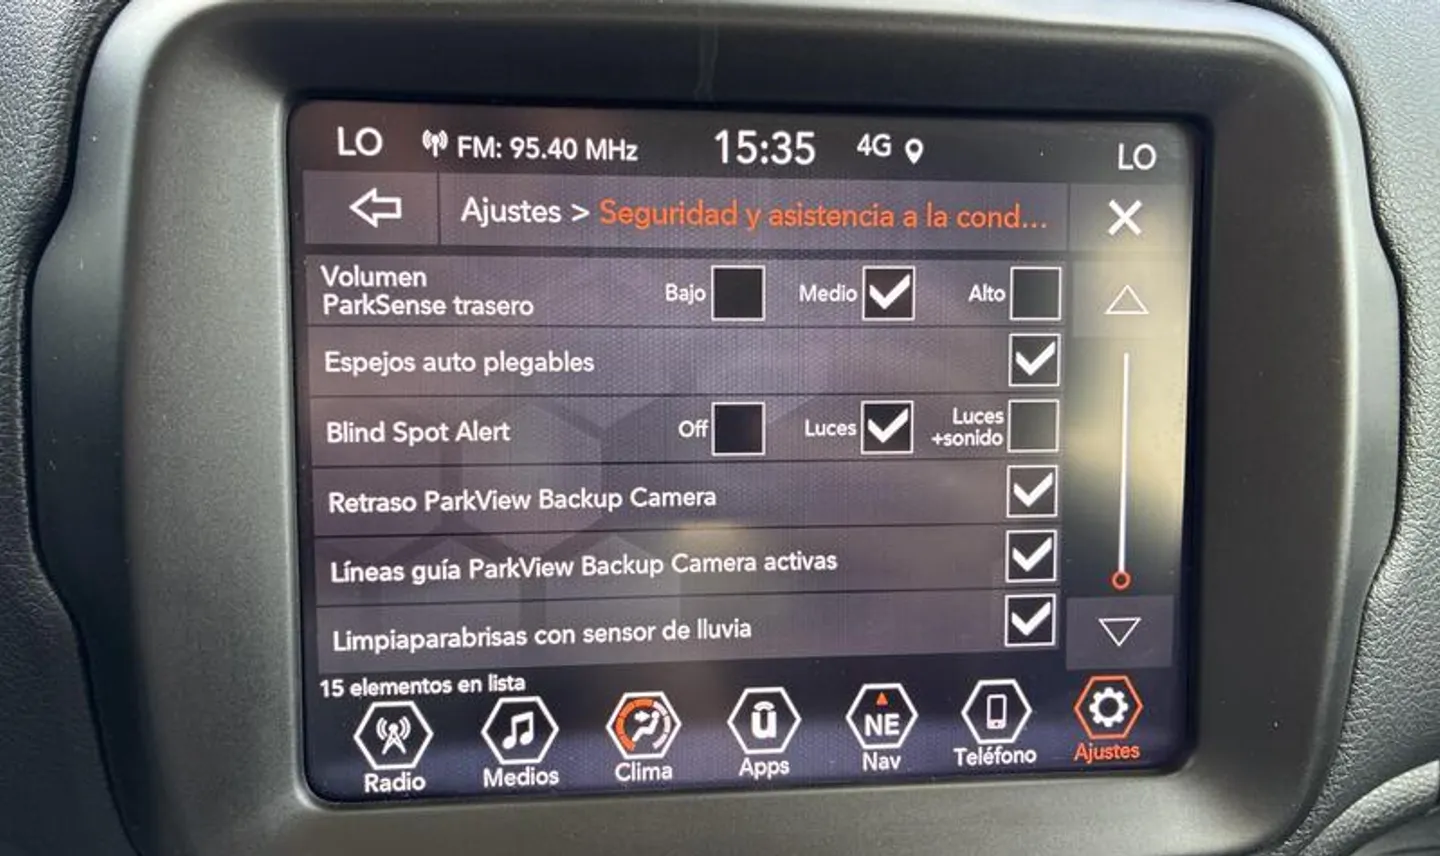 LO FM: 95.40 MHz 15:35 4G LO
Ajustes > Seguridad y asistencia a la cond...
Volumen
ParkSense trasero Bajo Medio Alto
Espejos auto plegables
Blind Spot Alert Off Luces Luces
+sonido
Retraso ParkView Backup Camera
Líneas guía ParkView Backup Camera activas
Limpiaparabrisas con sensor de lluvia
15 elementos en lista
u NE
Radio Medios Clima Apps Nav Teléfono Ajustes